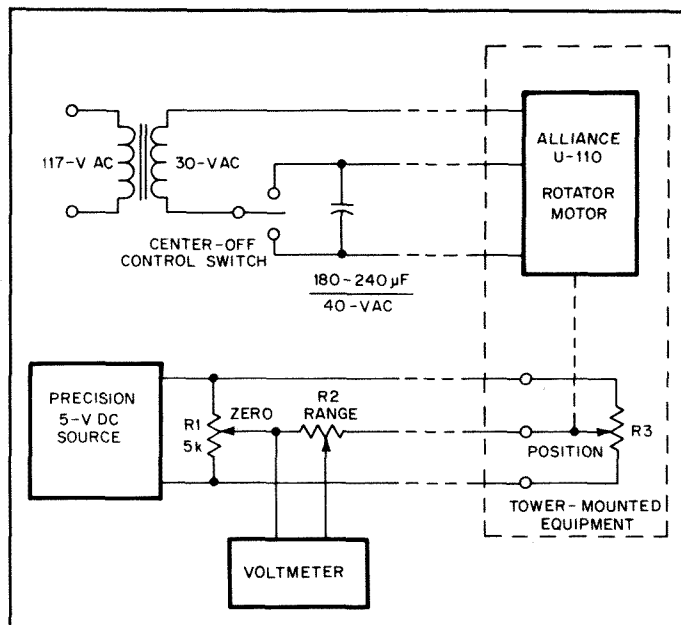 117-V AC
30-VAC
CENTER-OFF
CONTROL SWITCH
180-240 µF
40-VAC
ALLIANCE
U-110
ROTATOR
MOTOR
PRECISION
5-V DC
SOURCE
R1
5k
ZERO
R2
RANGE
POSITION
R3
TOWER-MOUNTED
EQUIPMENT
VOLTMETER